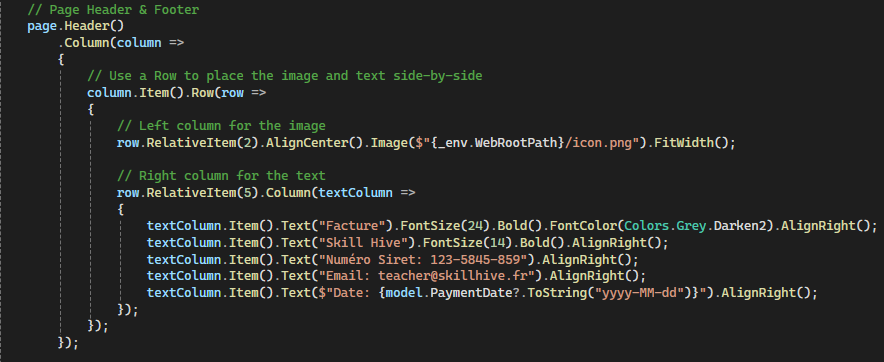 // Page Header & Footer
page.Header()
.Column(column =>
{
// Use a Row to place the image and text side-by-side
column.Item().Row(row =>
{
// Left column for the image
row.RelativeItem(2).AlignCenter().Image($"{_env.WebRootPath}/icon.png").FitWidth();
// Right column for the text
row.RelativeItem(5).Column(textColumn =>
{
textColumn.Item().Text("Facture").FontSize(24).Bold().FontColor(Colors.Grey.Darken2).AlignRight();
textColumn.Item().Text("Skill Hive").FontSize(14).Bold().AlignRight();
textColumn.Item().Text("Numéro Siret: 123-5845-859").AlignRight();
textColumn.Item().Text("Email: teacher@skillhive.fr").AlignRight();
textColumn.Item().Text($"Date: {model.PaymentDate?.ToString("yyyy-MM-dd")}").AlignRight();
});
});
});